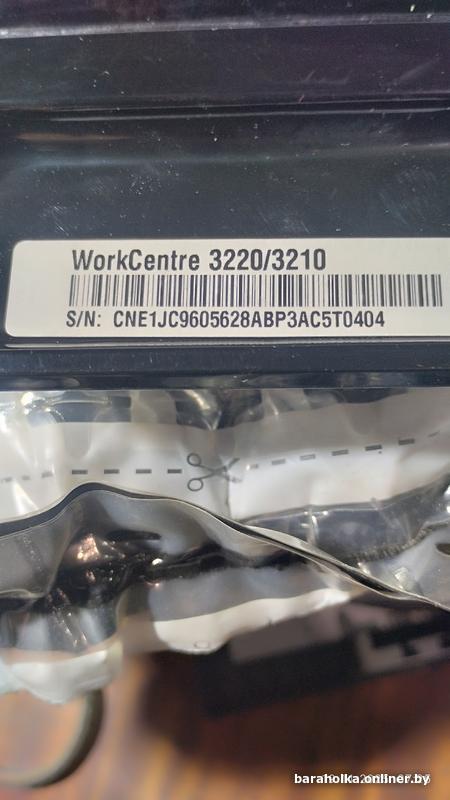 WorkCentre 3220/3210
S/N: CNE1JC9605628ABP3AC5T0404
baraholka.onliner.by